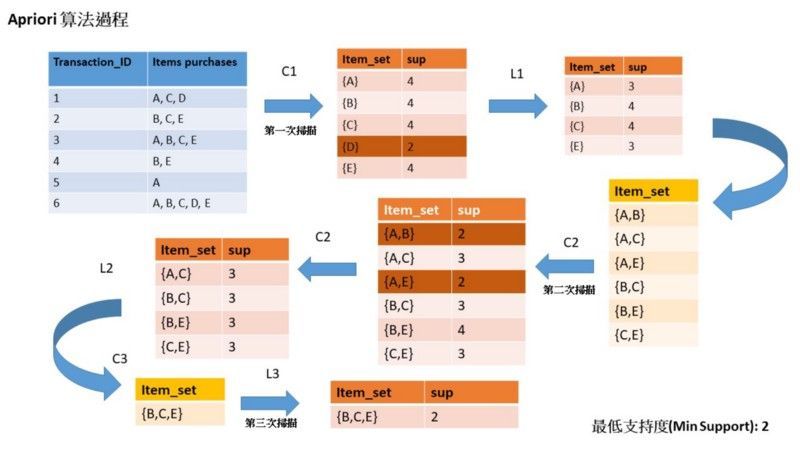 Apriori 算法過程
Transaction_ID Items purchases
1 A, C, D
2 B, C, E
3 A, B, C, E
4 B, E
5 A
6 A, B, C, D, E
C1
第一次掃描
Item_set sup
{A} 4
{B} 4
{C} 4
{D} 2
{E} 4
L1
Item_set sup
{A} 3
{B} 4
{C} 4
{E} 3
Item_set
{A,B}
{A,C}
{A,E}
{B,C}
{B,E}
{C,E}
C2
第二次掃描
Item_set sup
{A,B} 2
{A,C} 3
{A,E} 2
{B,C} 3
{B,E} 4
{C,E} 3
C2
Item_set sup
{A,C} 3
{B,C} 3
{B,E} 3
{C,E} 3
L2
C3
Item_set
{B,C,E}
L3
第三次掃描
Item_set sup
{B,C,E} 2
最低支持度(Min Support): 2